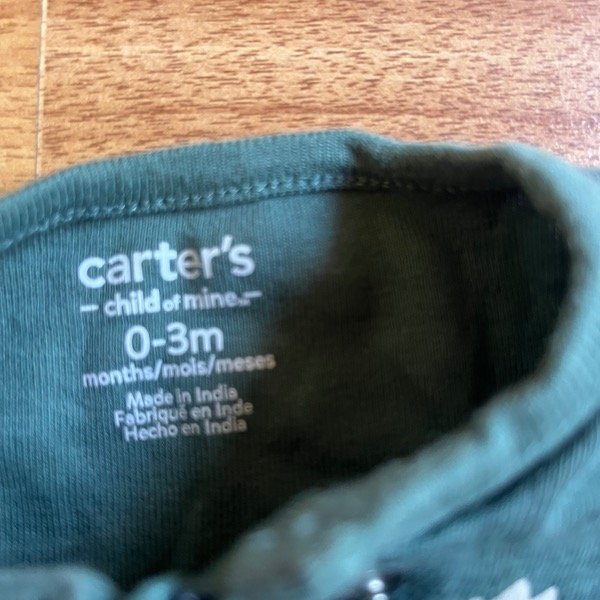 carter's
- child of mine -
0-3m
months/mois/meses
Made in India
Fabriqué en Inde
Hecho en India